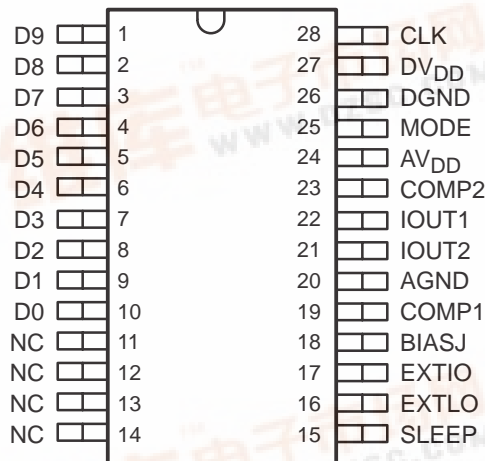 D9 1 28 CLK
D8 2 27 DVDD
D7 3 26 DGND
D6 4 25 MODE
D5 5 24 AVDD
D4 6 23 COMP2
D3 7 22 IOUT1
D2 8 21 IOUT2
D1 9 20 AGND
D0 10 19 COMP1
NC 11 18 BIASJ
NC 12 17 EXTIO
NC 13 16 EXTLO
NC 14 15 SLEEP